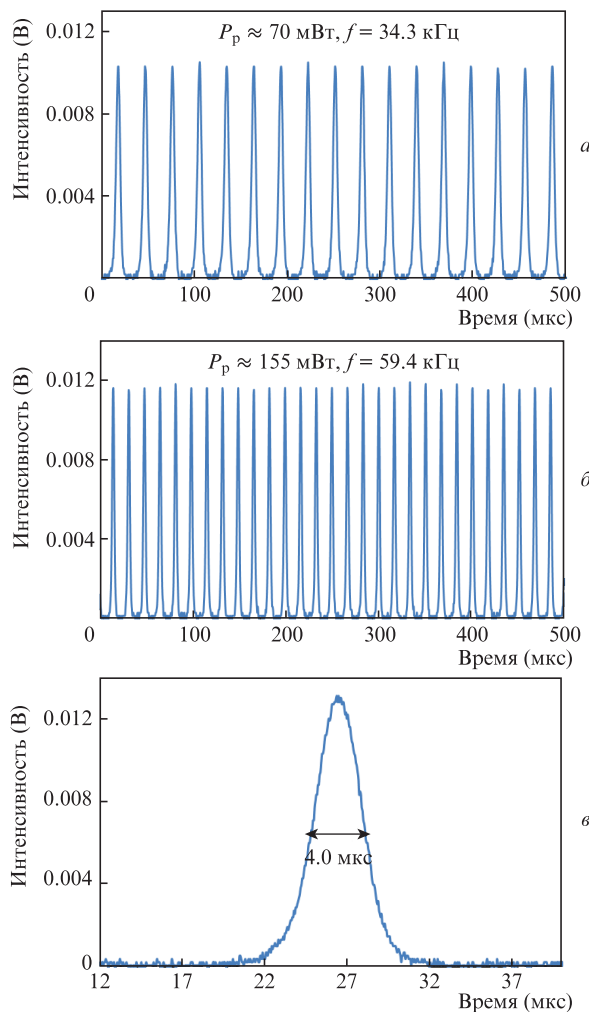 P_p ≈ 70 мВт, f = 34.3 кГц
Интенсивность (В)
0.012
0.008
0.004
0
100
200
300
400
500
Время (мкс)
а
P_p ≈ 155 мВт, f = 59.4 кГц
Интенсивность (В)
0.012
0.008
0.004
0
100
200
300
400
500
Время (мкс)
б
Интенсивность (В)
0.012
0.008
0.004
0
4.0 мкс
12
17
22
27
32
37
Время (мкс)
в